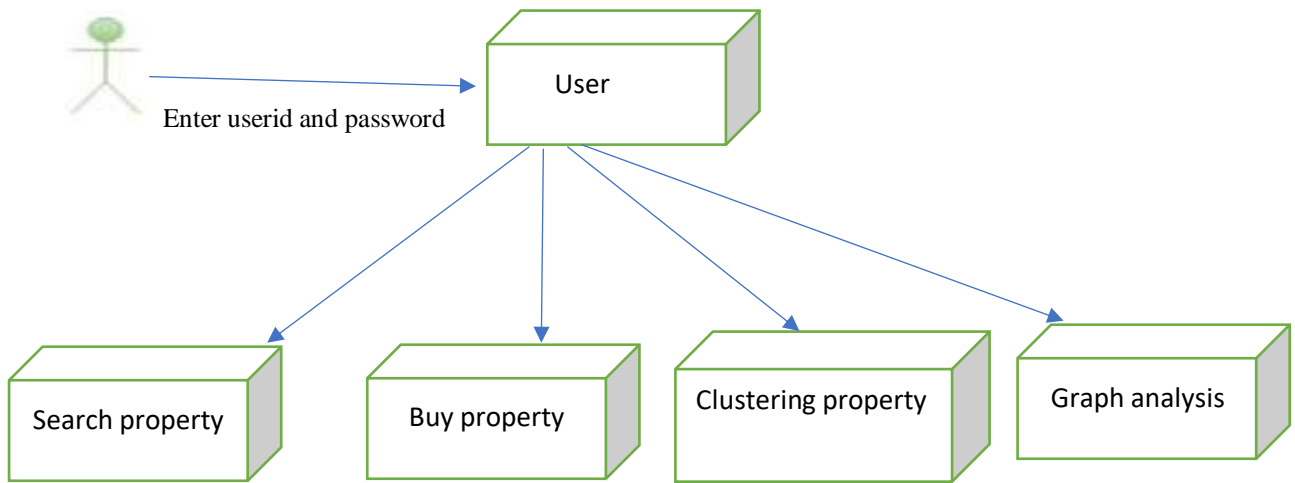 User
Enter userid and password
Search property
Buy property
Clustering property
Graph analysis